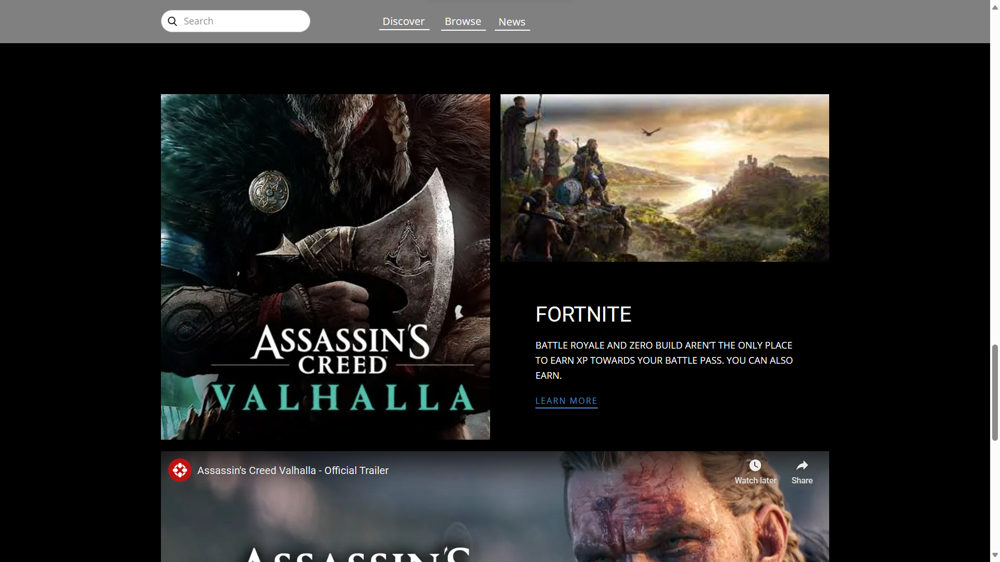 Search
Discover
Browse
News
ASSASSIN'S
CREED
VALHALLA
FORTNITE
BATTLE ROYALE AND ZERO BUILD AREN'T THE ONLY PLACE
TO EARN XP TOWARDS YOUR BATTLE PASS. YOU CAN ALSO
EARN.
LEARN MORE
Assassin's Creed Valhalla - Official Trailer
Watch later
Share
ASSASSIN'S